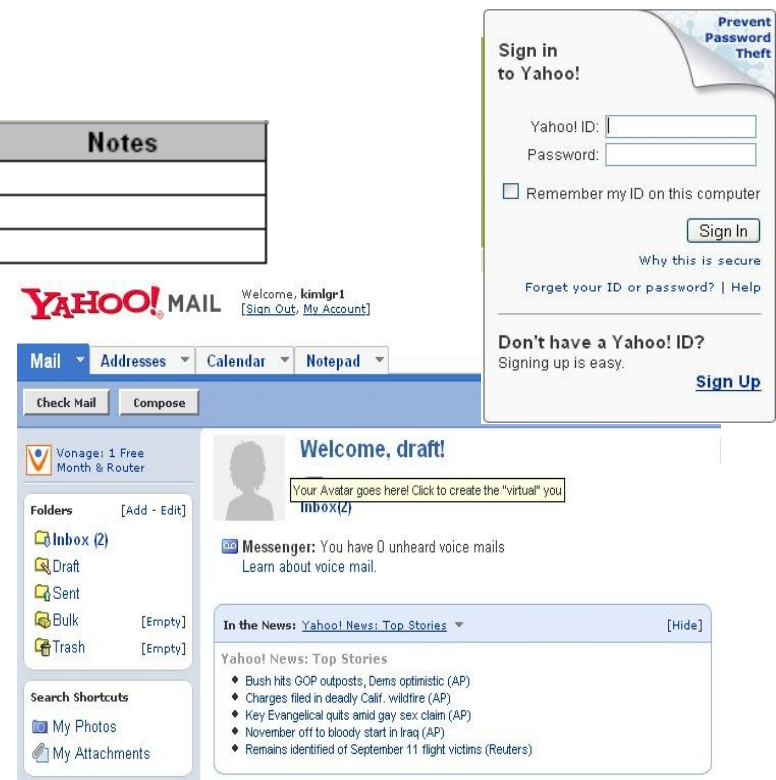 Prevent
Password
Theft
Sign in
to Yahoo!
Yahoo! ID:
Password:
Remember my ID on this computer
Sign In
Why this is secure
Forget your ID or password? | Help
Don't have a Yahoo! ID?
Signing up is easy.
Sign Up
Notes
YAHOO! MAIL
Welcome, kimlgr1
[Sign Out, My Account]
Mail Addresses Calendar Notepad
Check Mail Compose
Vonage: 1 Free
Month & Router
Folders [Add - Edit]
Inbox (2)
Draft
Sent
Bulk [Empty]
Trash [Empty]
Search Shortcuts
My Photos
My Attachments
Welcome, draft!
Your Avatar goes here! Click to create the "virtual" you
Inbox(2)
Messenger: You have 0 unheard voice mails
Learn about voice mail.
In the News: Yahoo! News: Top Stories [Hide]
Yahoo! News: Top Stories
Bush hits GOP outposts, Dems optimistic (AP)
Charges filed in deadly Calif. wildfire (AP)
Key Evangelical quits amid gay sex claim (AP)
November off to bloody start in Iraq (AP)
Remains identified of September 11 flight victims (Reuters)